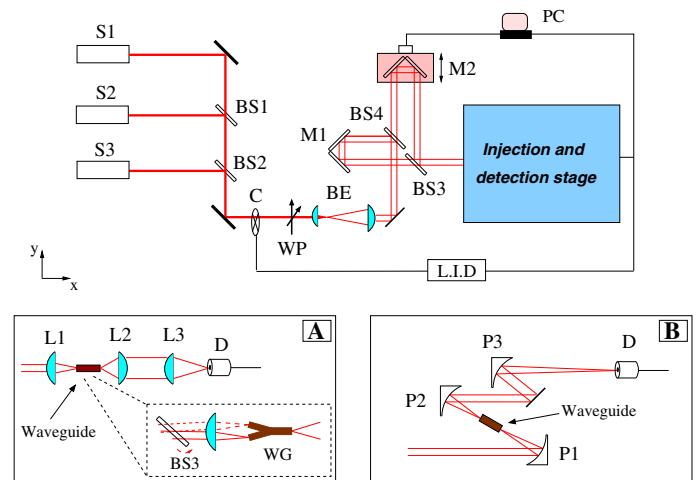 S1
PC
M2
S2
BS1
BS4
M1
S3
BS2
BS3
Injection and
detection stage
C
BE
WP
y
x
L.I.D
A
L1
L2
L3
D
Waveguide
BS3
WG
B
P3
D
P2
Waveguide
P1